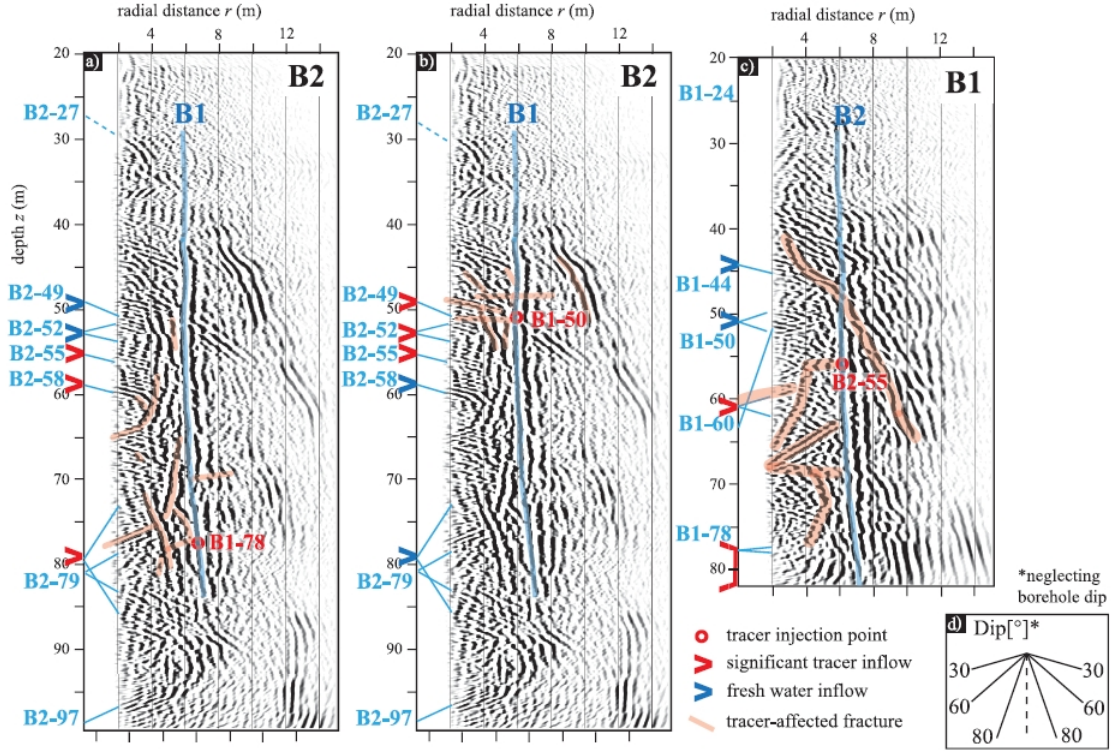 radial distance r (m)
4 8 12
a)
B2
B1
depth z (m)
20
30
40
50
60
70
80
90
B2-27
B2-49
B2-52
B2-55
B2-58
B2-79
B2-97
B1-78
radial distance r (m)
4 8 12
b)
B2
B1
B2-27
B2-49
B2-52
B2-55
B2-58
B2-79
B2-97
B1-50
20
30
40
50
60
70
80
90
radial distance r (m)
4 8 12
c)
B1
B2
20
30
40
50
60
70
80
B1-24
B1-44
B1-50
B1-60
B1-78
B2-55
tracer injection point
significant tracer inflow
fresh water inflow
tracer-affected fracture
*neglecting
borehole dip
d) Dip[°]*
30 30
60 60
80 80